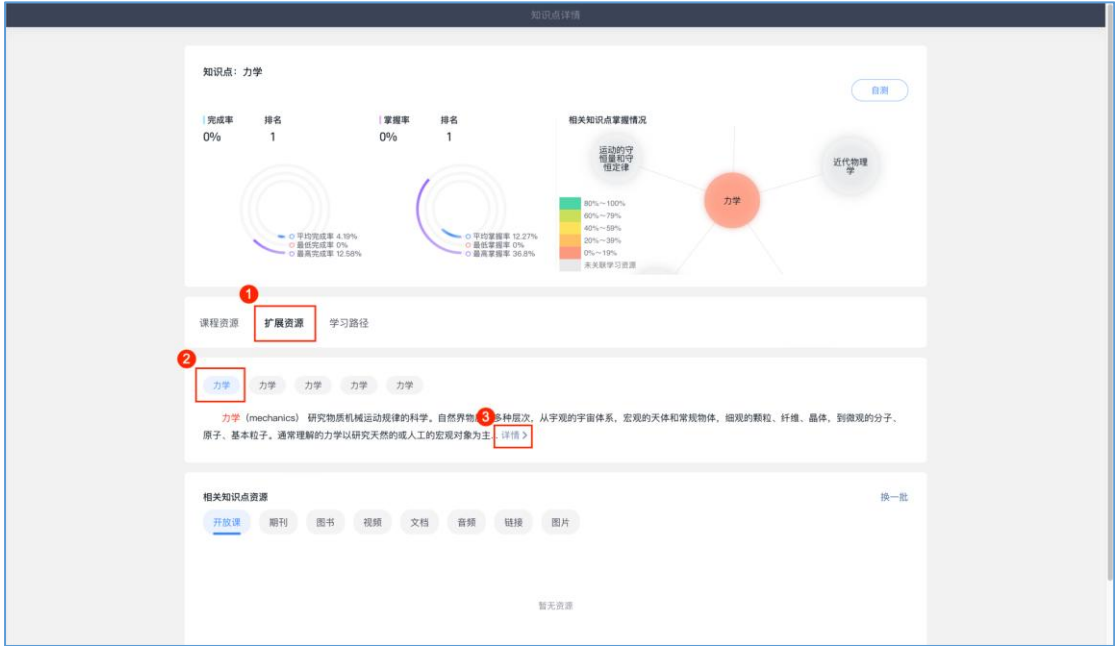 知识点详情
知识点：力学
自测
完成率 排名
0% 1
平均完成率 4.19%
最低完成率 0%
最高完成率 12.58%
掌握率 排名
0% 1
平均掌握率 12.27%
最低掌握率 0%
最高掌握率 36.8%
相关知识点掌握情况
运动的守
恒量和守
恒定律
近代物理
学
力学
80%～100%
60%～79%
40%～59%
20%～39%
0%～19%
未关联学习资源
1
课程资源 扩展资源 学习路径
2
力学 力学 力学 力学 力学
3
力学（mechanics） 研究物质机械运动规律的科学。自然界物多种层次，从宇观的宇宙体系，宏观的天体和常规物体，细观的颗粒、纤维、晶体，到微观的分子、
原子、基本粒子。通常理解的力学以研究天然的或人工的宏观对象为主... 详情 >
相关知识点资源 换一批
开放课 期刊 图书 视频 文档 音频 链接 图片
暂无资源